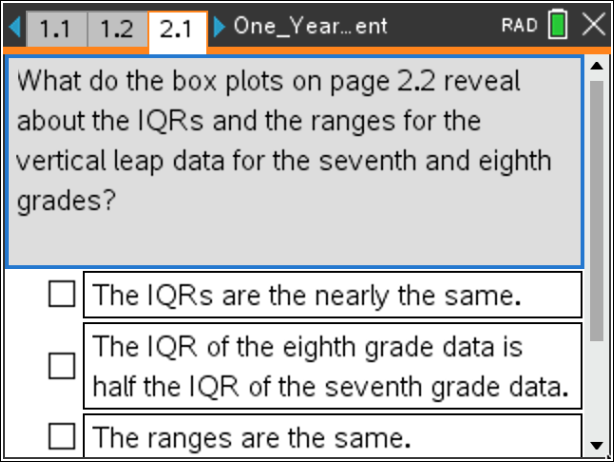 1.1 1.2 2.1 One_Year...ent RAD
What do the box plots on page 2.2 reveal
about the IQRs and the ranges for the
vertical leap data for the seventh and eighth
grades?
The IQRs are the nearly the same.
The IQR of the eighth grade data is
half the IQR of the seventh grade data.
The ranges are the same.